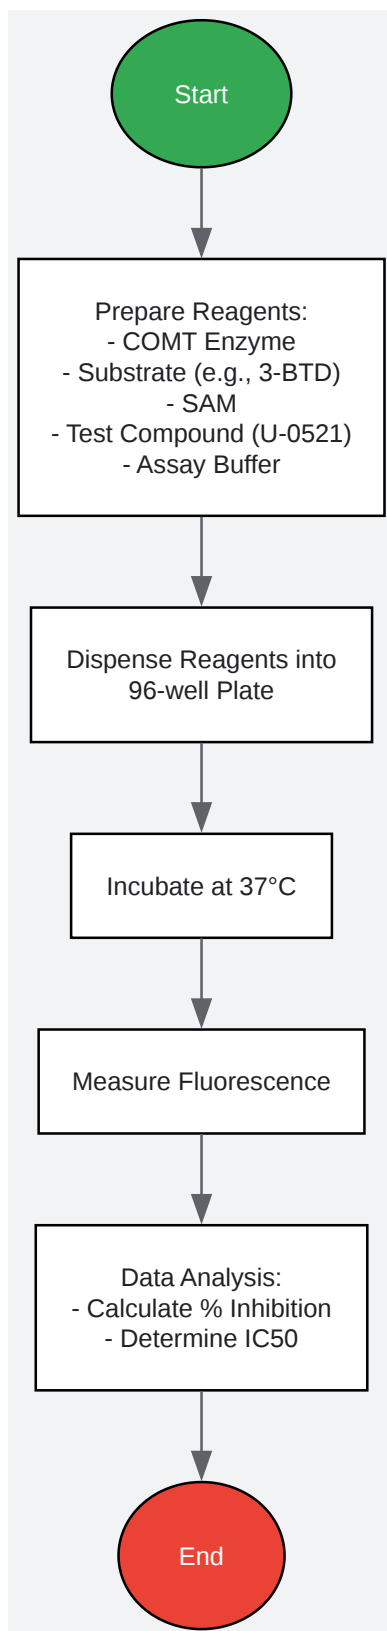 Start
Prepare Reagents:
- COMT Enzyme
- Substrate (e.g., 3-BTD)
- SAM
- Test Compound (U-0521)
- Assay Buffer
Dispense Reagents into
96-well Plate
Incubate at 37°C
Measure Fluorescence
Data Analysis:
- Calculate % Inhibition
- Determine IC50
End